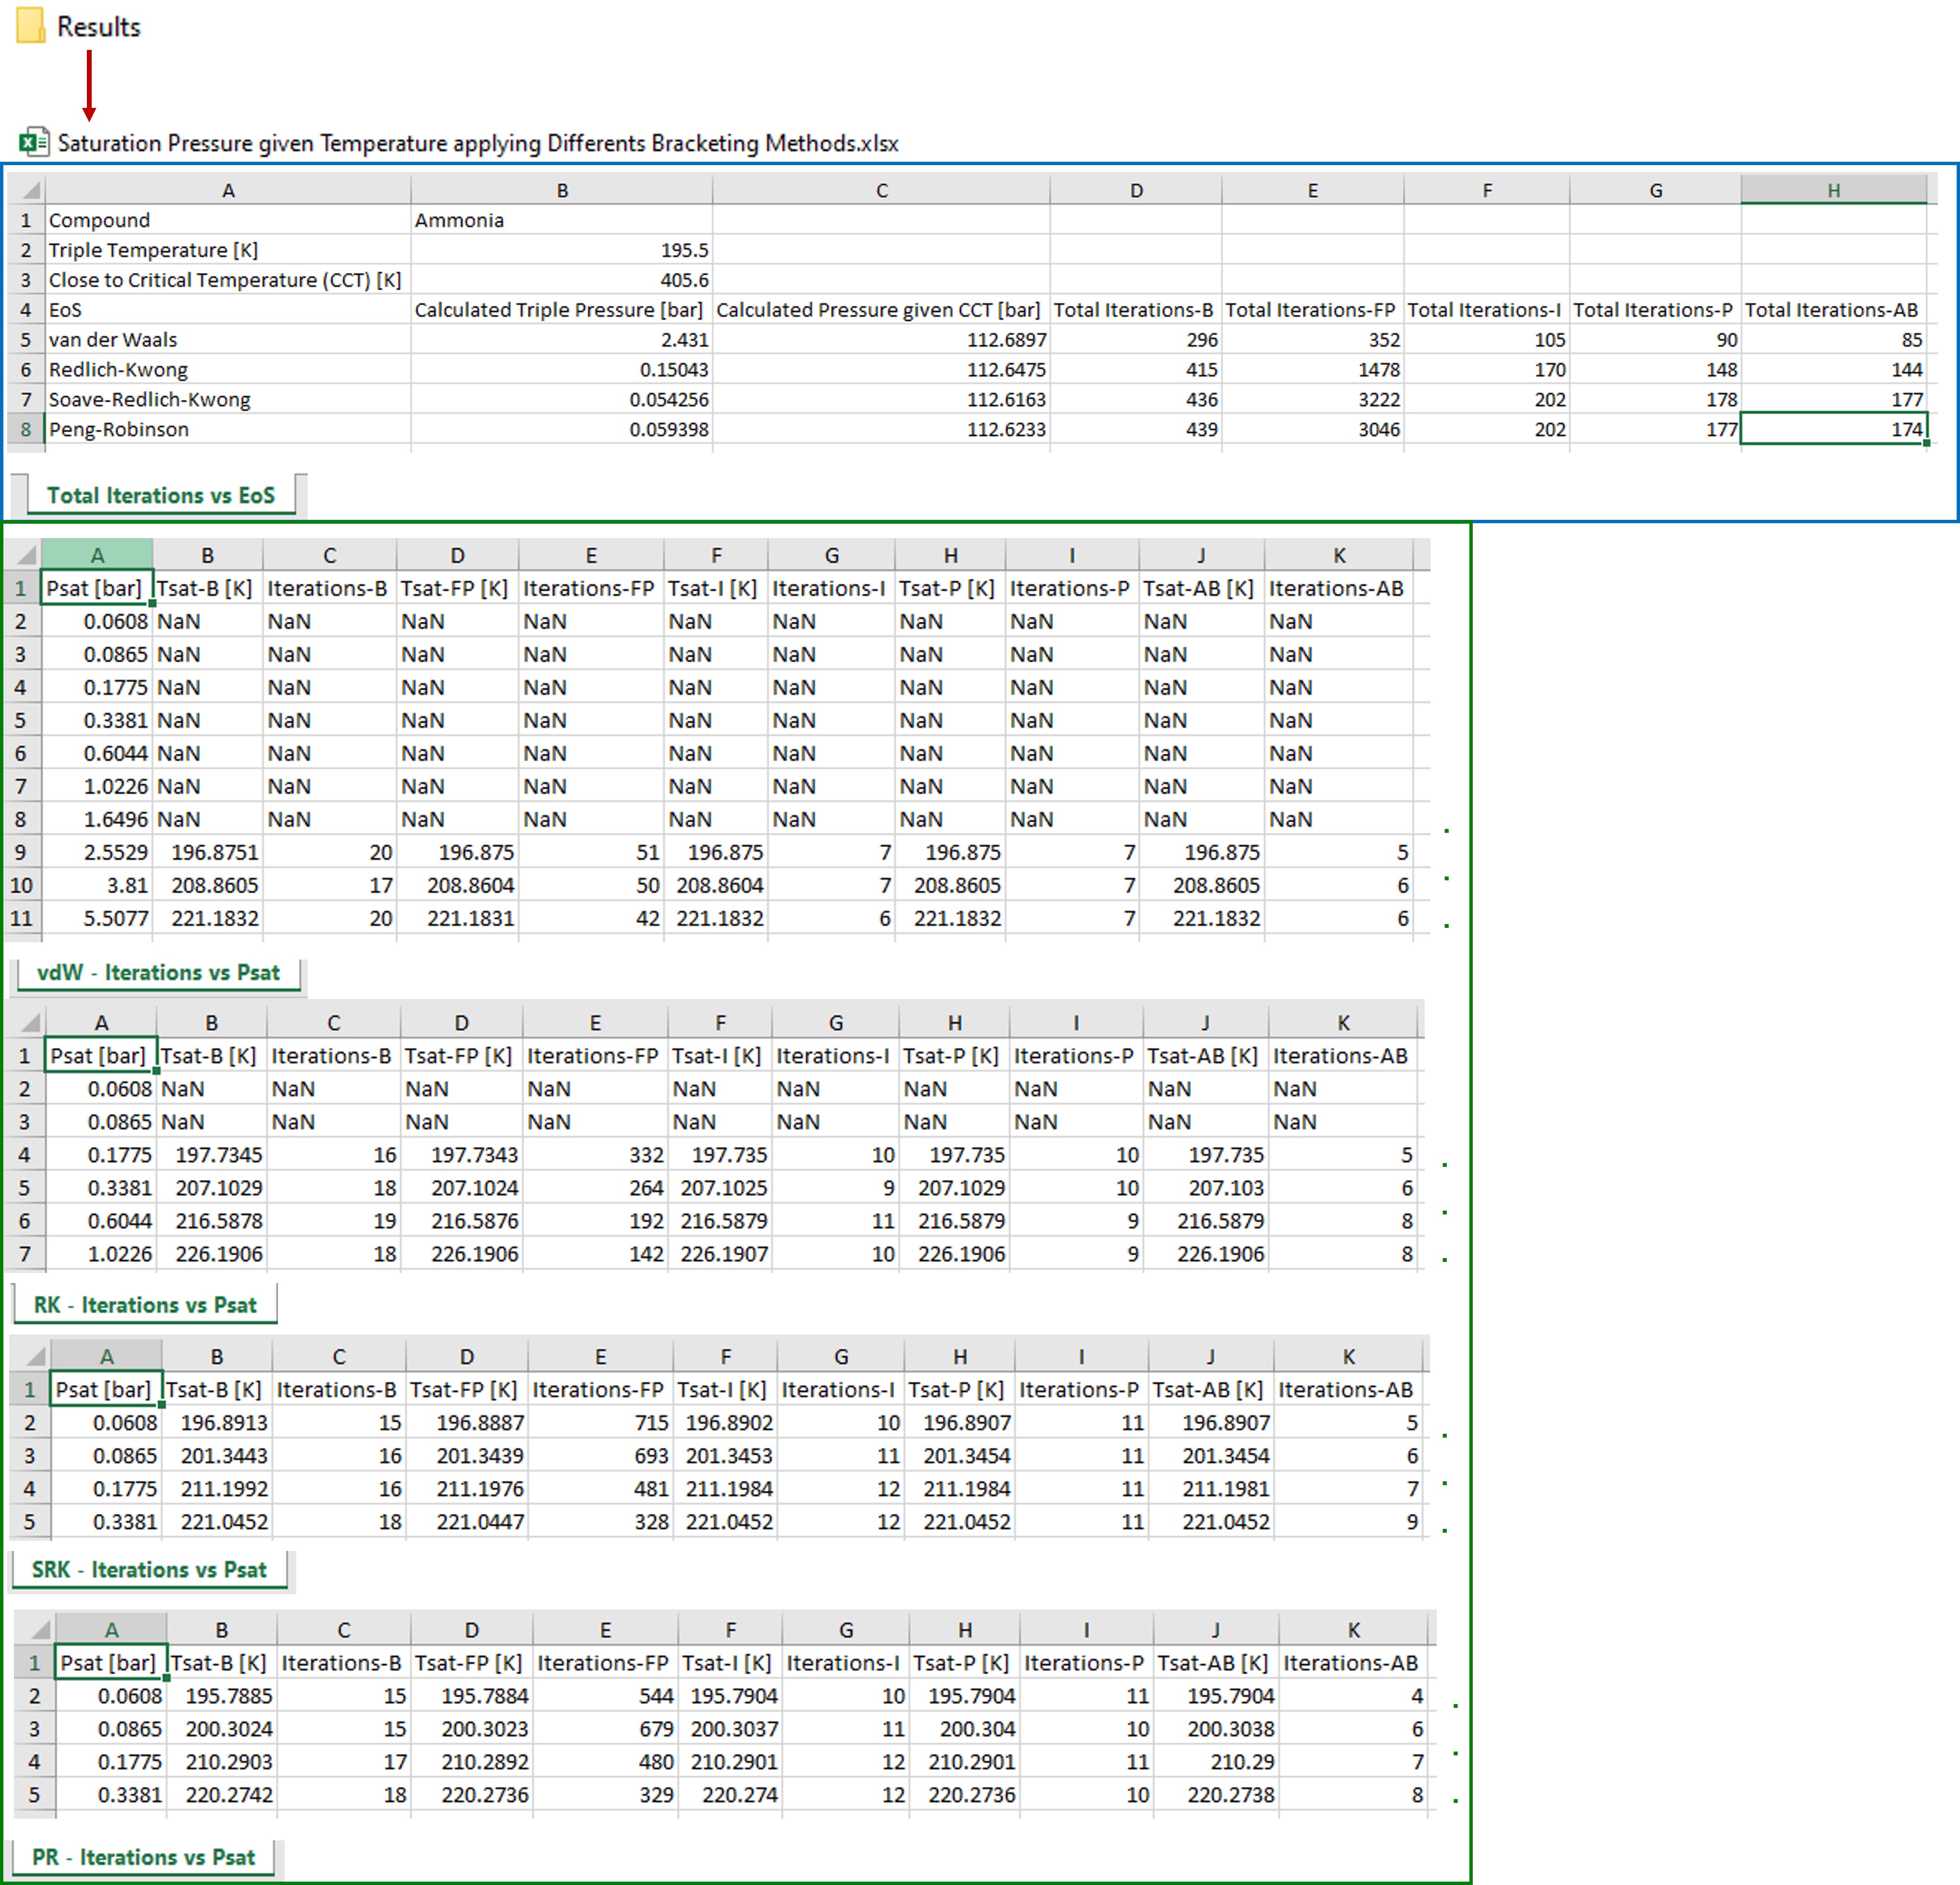 Results
Saturation Pressure given Temperature applying Differents Bracketing Methods.xlsx
A B C D E F G H
1 Compound Ammonia
2 Triple Temperature [K] 195.5
3 Close to Critical Temperature (CCT) [K] 405.6
4 EoS Calculated Triple Pressure [bar] Calculated Pressure given CCT [bar] Total Iterations-B Total Iterations-FP Total Iterations-I Total Iterations-P Total Iterations-AB
5 van der Waals 2.431 112.6897 296 352 105 90 85
6 Redlich-Kwong 0.15043 112.6475 415 1478 170 148 144
7 Soave-Redlich-Kwong 0.054256 112.6163 436 3222 202 178 177
8 Peng-Robinson 0.059398 112.6233 439 3046 202 177 174
Total Iterations vs EoS
A B C D E F G H I J K
1 Psat [bar] Tsat-B [K] Iterations-B Tsat-FP [K] Iterations-FP Tsat-I [K] Iterations-I Tsat-P [K] Iterations-P Tsat-AB [K] Iterations-AB
2 0.0608 NaN NaN NaN NaN NaN NaN NaN NaN NaN NaN
3 0.0865 NaN NaN NaN NaN NaN NaN NaN NaN NaN NaN
4 0.1775 NaN NaN NaN NaN NaN NaN NaN NaN NaN NaN
5 0.3381 NaN NaN NaN NaN NaN NaN NaN NaN NaN NaN
6 0.6044 NaN NaN NaN NaN NaN NaN NaN NaN NaN NaN
7 1.0226 NaN NaN NaN NaN NaN NaN NaN NaN NaN NaN
8 1.6496 NaN NaN NaN NaN NaN NaN NaN NaN NaN NaN
9 2.5529 196.8751 20 196.875 51 196.875 7 196.875 7 196.875 5
10 3.81 208.8605 17 208.8604 50 208.8604 7 208.8605 7 208.8605 6
11 5.5077 221.1832 20 221.1831 42 221.1832 6 221.1832 7 221.1832 6
vdW - Iterations vs Psat
A B C D E F G H I J K
1 Psat [bar] Tsat-B [K] Iterations-B Tsat-FP [K] Iterations-FP Tsat-I [K] Iterations-I Tsat-P [K] Iterations-P Tsat-AB [K] Iterations-AB
2 0.0608 NaN NaN NaN NaN NaN NaN NaN NaN NaN NaN
3 0.0865 NaN NaN NaN NaN NaN NaN NaN NaN NaN NaN
4 0.1775 197.7345 16 197.7343 332 197.735 10 197.735 10 197.735 5
5 0.3381 207.1029 18 207.1024 264 207.1025 9 207.1029 10 207.103 6
6 0.6044 216.5878 19 216.5876 192 216.5879 11 216.5879 9 216.5879 8
7 1.0226 226.1906 18 226.1906 142 226.1907 10 226.1906 9 226.1906 8
RK - Iterations vs Psat
A B C D E F G H I J K
1 Psat [bar] Tsat-B [K] Iterations-B Tsat-FP [K] Iterations-FP Tsat-I [K] Iterations-I Tsat-P [K] Iterations-P Tsat-AB [K] Iterations-AB
2 0.0608 196.8913 15 196.8887 715 196.8902 10 196.8907 11 196.8907 5
3 0.0865 201.3443 16 201.3439 693 201.3453 11 201.3454 11 201.3454 6
4 0.1775 211.1992 16 211.1976 481 211.1984 12 211.1984 11 211.1981 7
5 0.3381 221.0452 18 221.0447 328 221.0452 12 221.0452 11 221.0452 9
SRK - Iterations vs Psat
A B C D E F G H I J K
1 Psat [bar] Tsat-B [K] Iterations-B Tsat-FP [K] Iterations-FP Tsat-I [K] Iterations-I Tsat-P [K] Iterations-P Tsat-AB [K] Iterations-AB
2 0.0608 195.7885 15 195.7884 544 195.7904 10 195.7904 11 195.7904 4
3 0.0865 200.3024 15 200.3023 679 200.3037 11 200.304 10 200.3038 6
4 0.1775 210.2903 17 210.2892 480 210.2901 12 210.2901 11 210.29 7
5 0.3381 220.2742 18 220.2736 329 220.274 12 220.2736 10 220.2738 8
PR - Iterations vs Psat